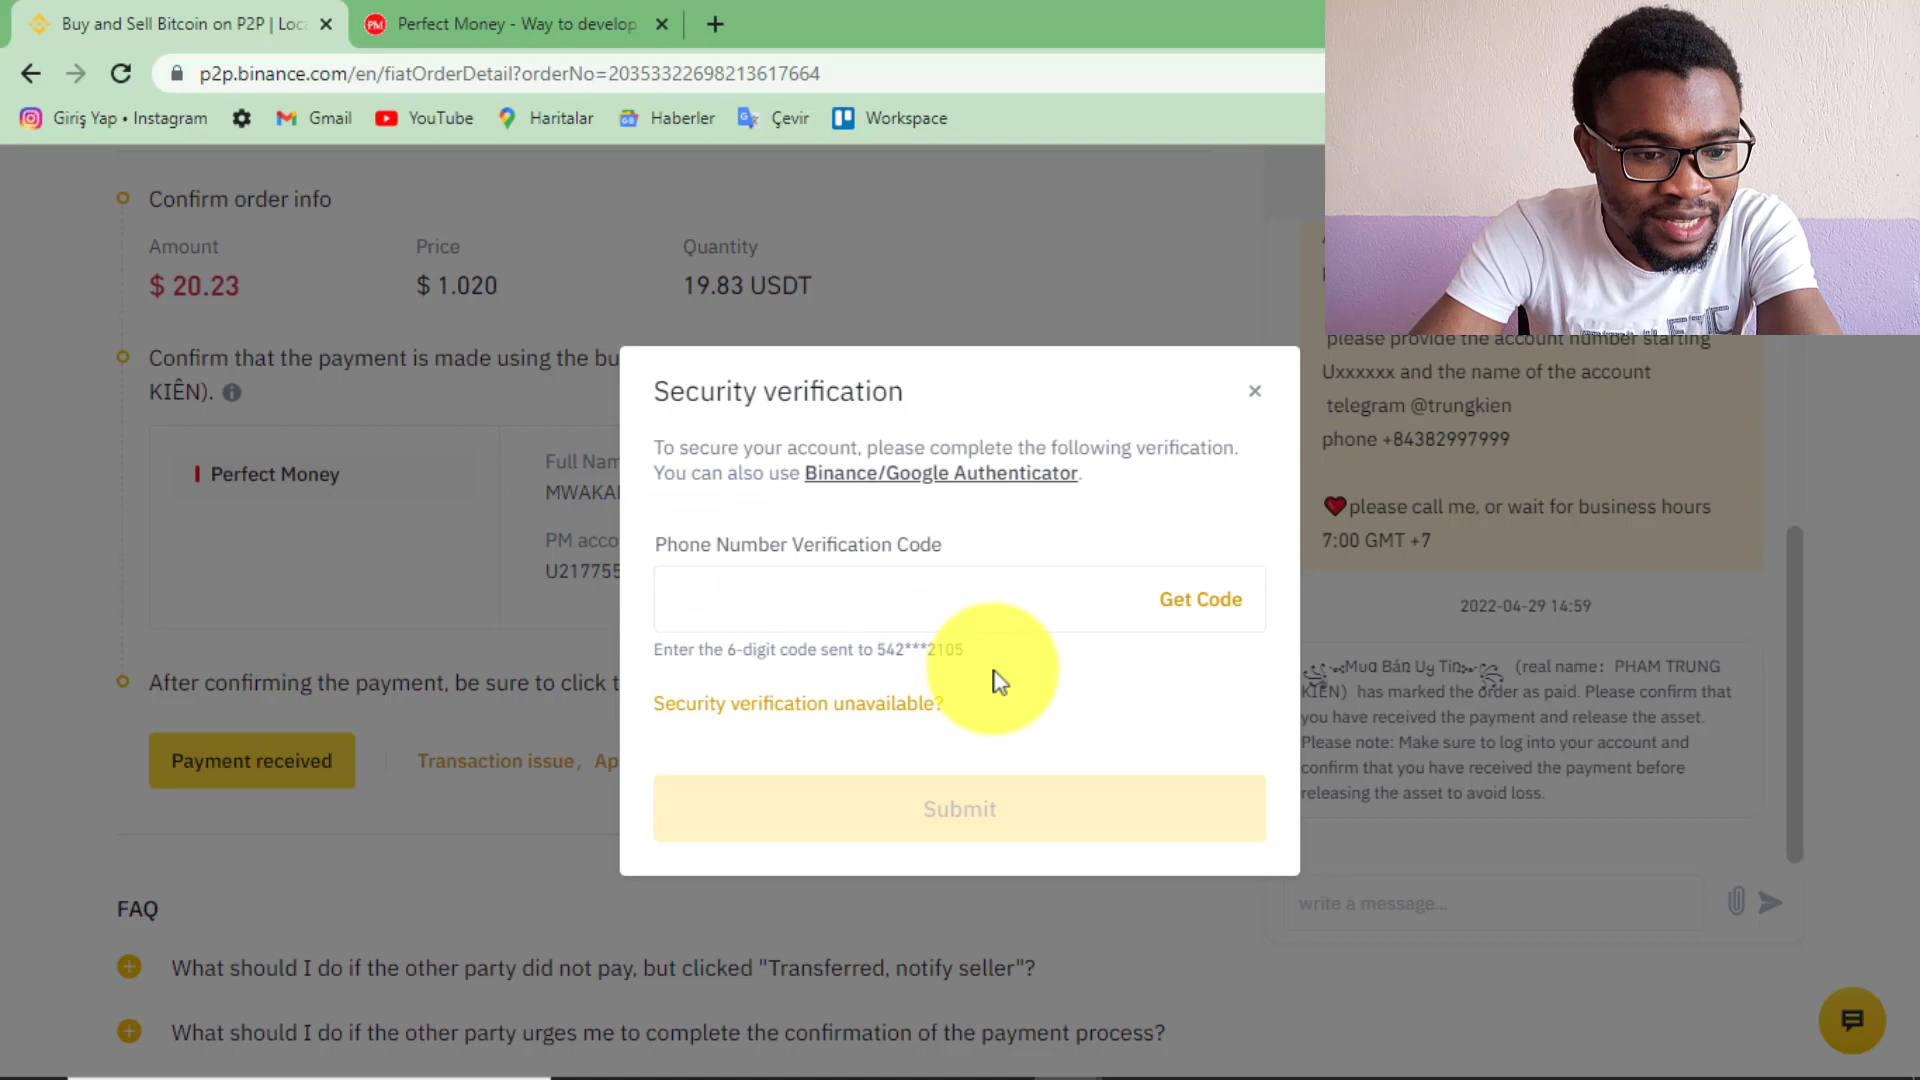 Buy and Sell Bitcoin on P2P | Loc
Perfect Money - Way to develop
p2p.binance.com/en/fiatOrderDetail?orderNo=20353322698213617664
Giriş Yap • Instagram
Gmail
YouTube
Haritalar
Haberler
Çevir
Workspace
Confirm order info
Amount
Price
Quantity
$ 20.23
$ 1.020
19.83 USDT
Confirm that the payment is made using the bu
KIÊN).
Perfect Money
Full Nam
MWAKA
PM acco
U217755
After confirming the payment, be sure to click t
Payment received
Transaction issue, Ap
FAQ
What should I do if the other party did not pay, but clicked "Transferred, notify seller"?
What should I do if the other party urges me to complete the confirmation of the payment process?
Security verification
To secure your account, please complete the following verification.
You can also use Binance/Google Authenticator.
Phone Number Verification Code
Get Code
Enter the 6-digit code sent to 542***2105
Security verification unavailable?
Submit
please provide the account number starting
Uxxxxxx and the name of the account
telegram @trungkien
phone +84382997999
please call me, or wait for business hours
7:00 GMT +7
2022-04-29 14:59
Mua Bán Uy Tín (real name: PHAM TRUNG
KIÊN) has marked the order as paid. Please confirm that
you have received the payment and release the asset.
Please note: Make sure to log into your account and
confirm that you have received the payment before
releasing the asset to avoid loss.
write a message...